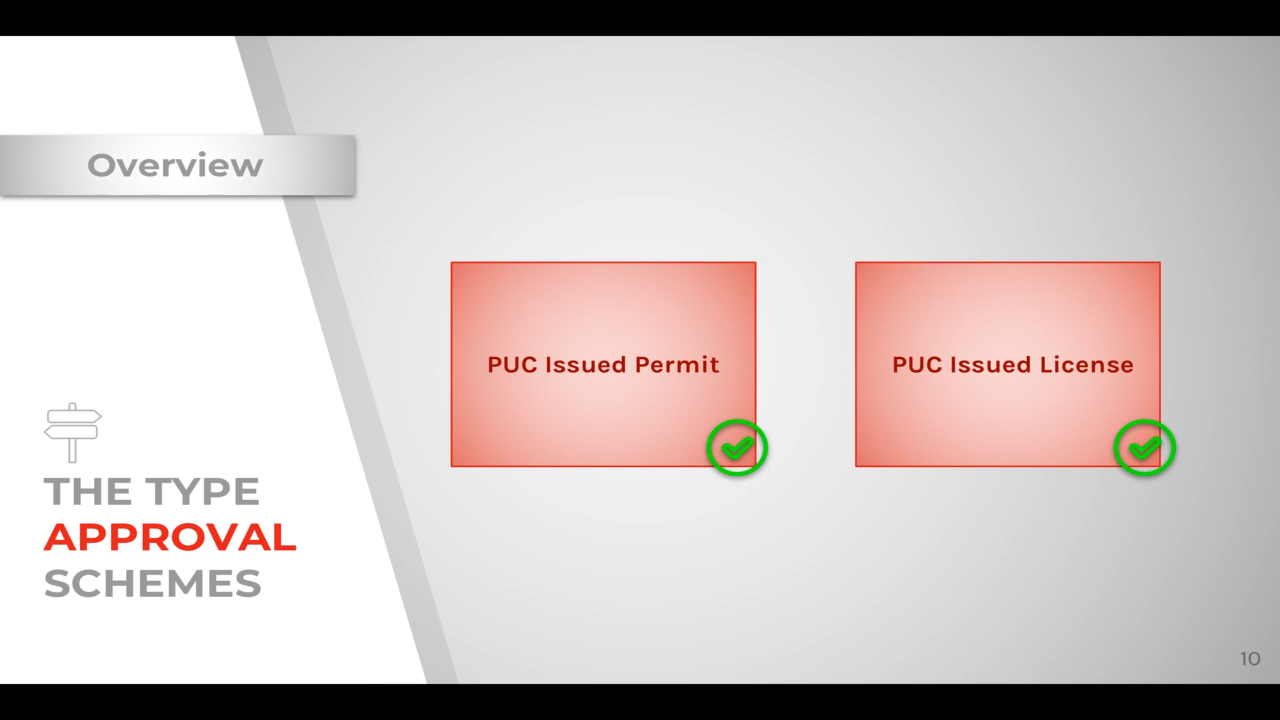 Overview
THE TYPE
APPROVAL
SCHEMES
PUC Issued Permit
PUC Issued License
10